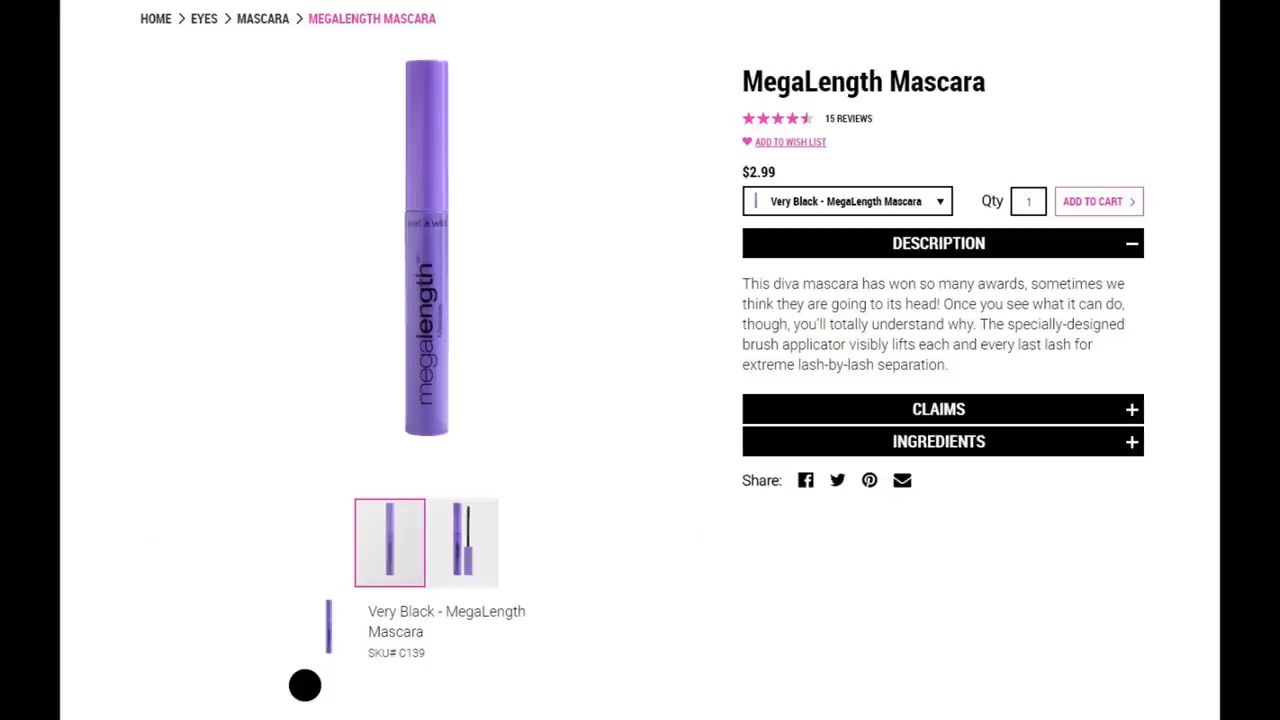 HOME > EYES > MASCARA > MEGALENGTH MASCARA
wet n wild
megalength
Mascara
MegaLength Mascara
15 REVIEWS
ADD TO WISH LIST
$2.99
Very Black - MegaLength Mascara
Qty 1 ADD TO CART >
DESCRIPTION
This diva mascara has won so many awards, sometimes we
think they are going to its head! Once you see what it can do,
though, you'll totally understand why. The specially-designed
brush applicator visibly lifts each and every last lash for
extreme lash-by-lash separation.
CLAIMS
INGREDIENTS
Share:
Very Black - MegaLength
Mascara
SKU# C139